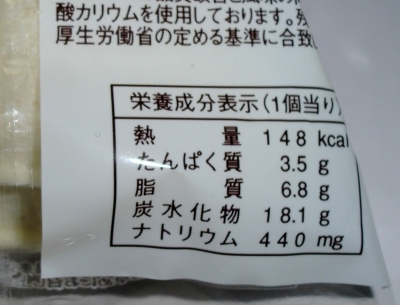 酸カリウムを使用しております。
厚生労働省の定める基準に合致
栄養成分表示(1個当り)
熱量 148 kcal
たんぱく質 3.5 g
脂質 6.8 g
炭水化物 18.1 g
ナトリウム 440 mg